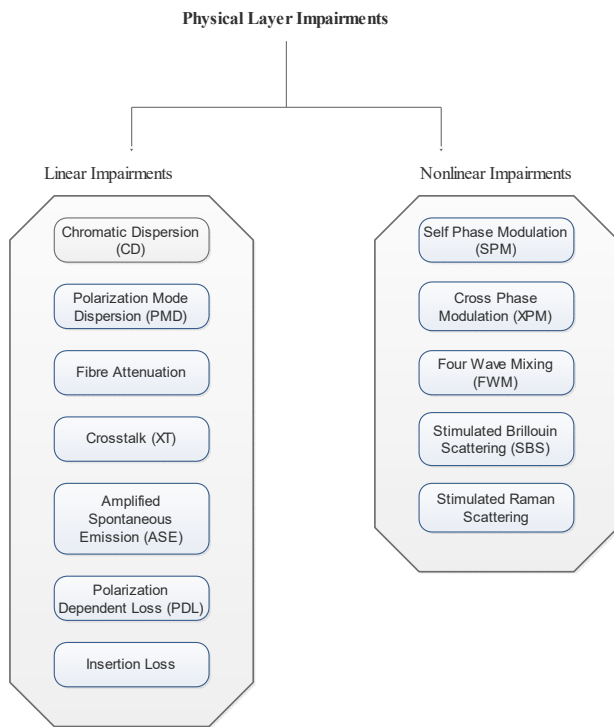 Physical Layer Impairments
Linear Impairments
Chromatic Dispersion
(CD)
Polarization Mode
Dispersion (PMD)
Fibre Attenuation
Crosstalk (XT)
Amplified
Spontaneous
Emission (ASE)
Polarization
Dependent Loss (PDL)
Insertion Loss
Nonlinear Impairments
Self Phase Modulation
(SPM)
Cross Phase
Modulation (XPM)
Four Wave Mixing
(FWM)
Stimulated Brillouin
Scattering (SBS)
Stimulated Raman
Scattering